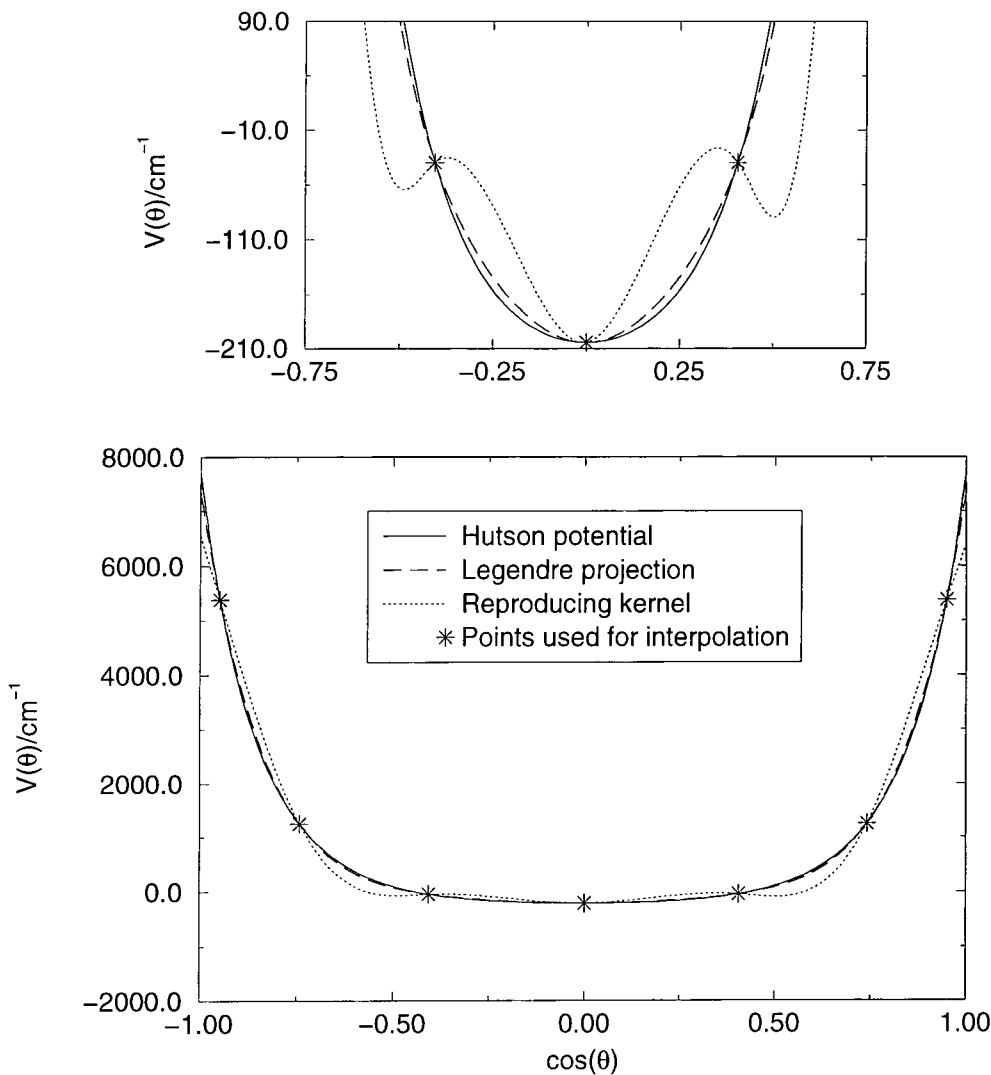 90.0
−10.0
−110.0
−210.0
V(θ)/cm⁻¹
−0.75
−0.25
0.25
0.75
8000.0
6000.0
4000.0
2000.0
0.0
−2000.0
V(θ)/cm⁻¹
Hutson potential
Legendre projection
Reproducing kernel
Points used for interpolation
−1.00
−0.50
0.00
0.50
1.00
cos(θ)